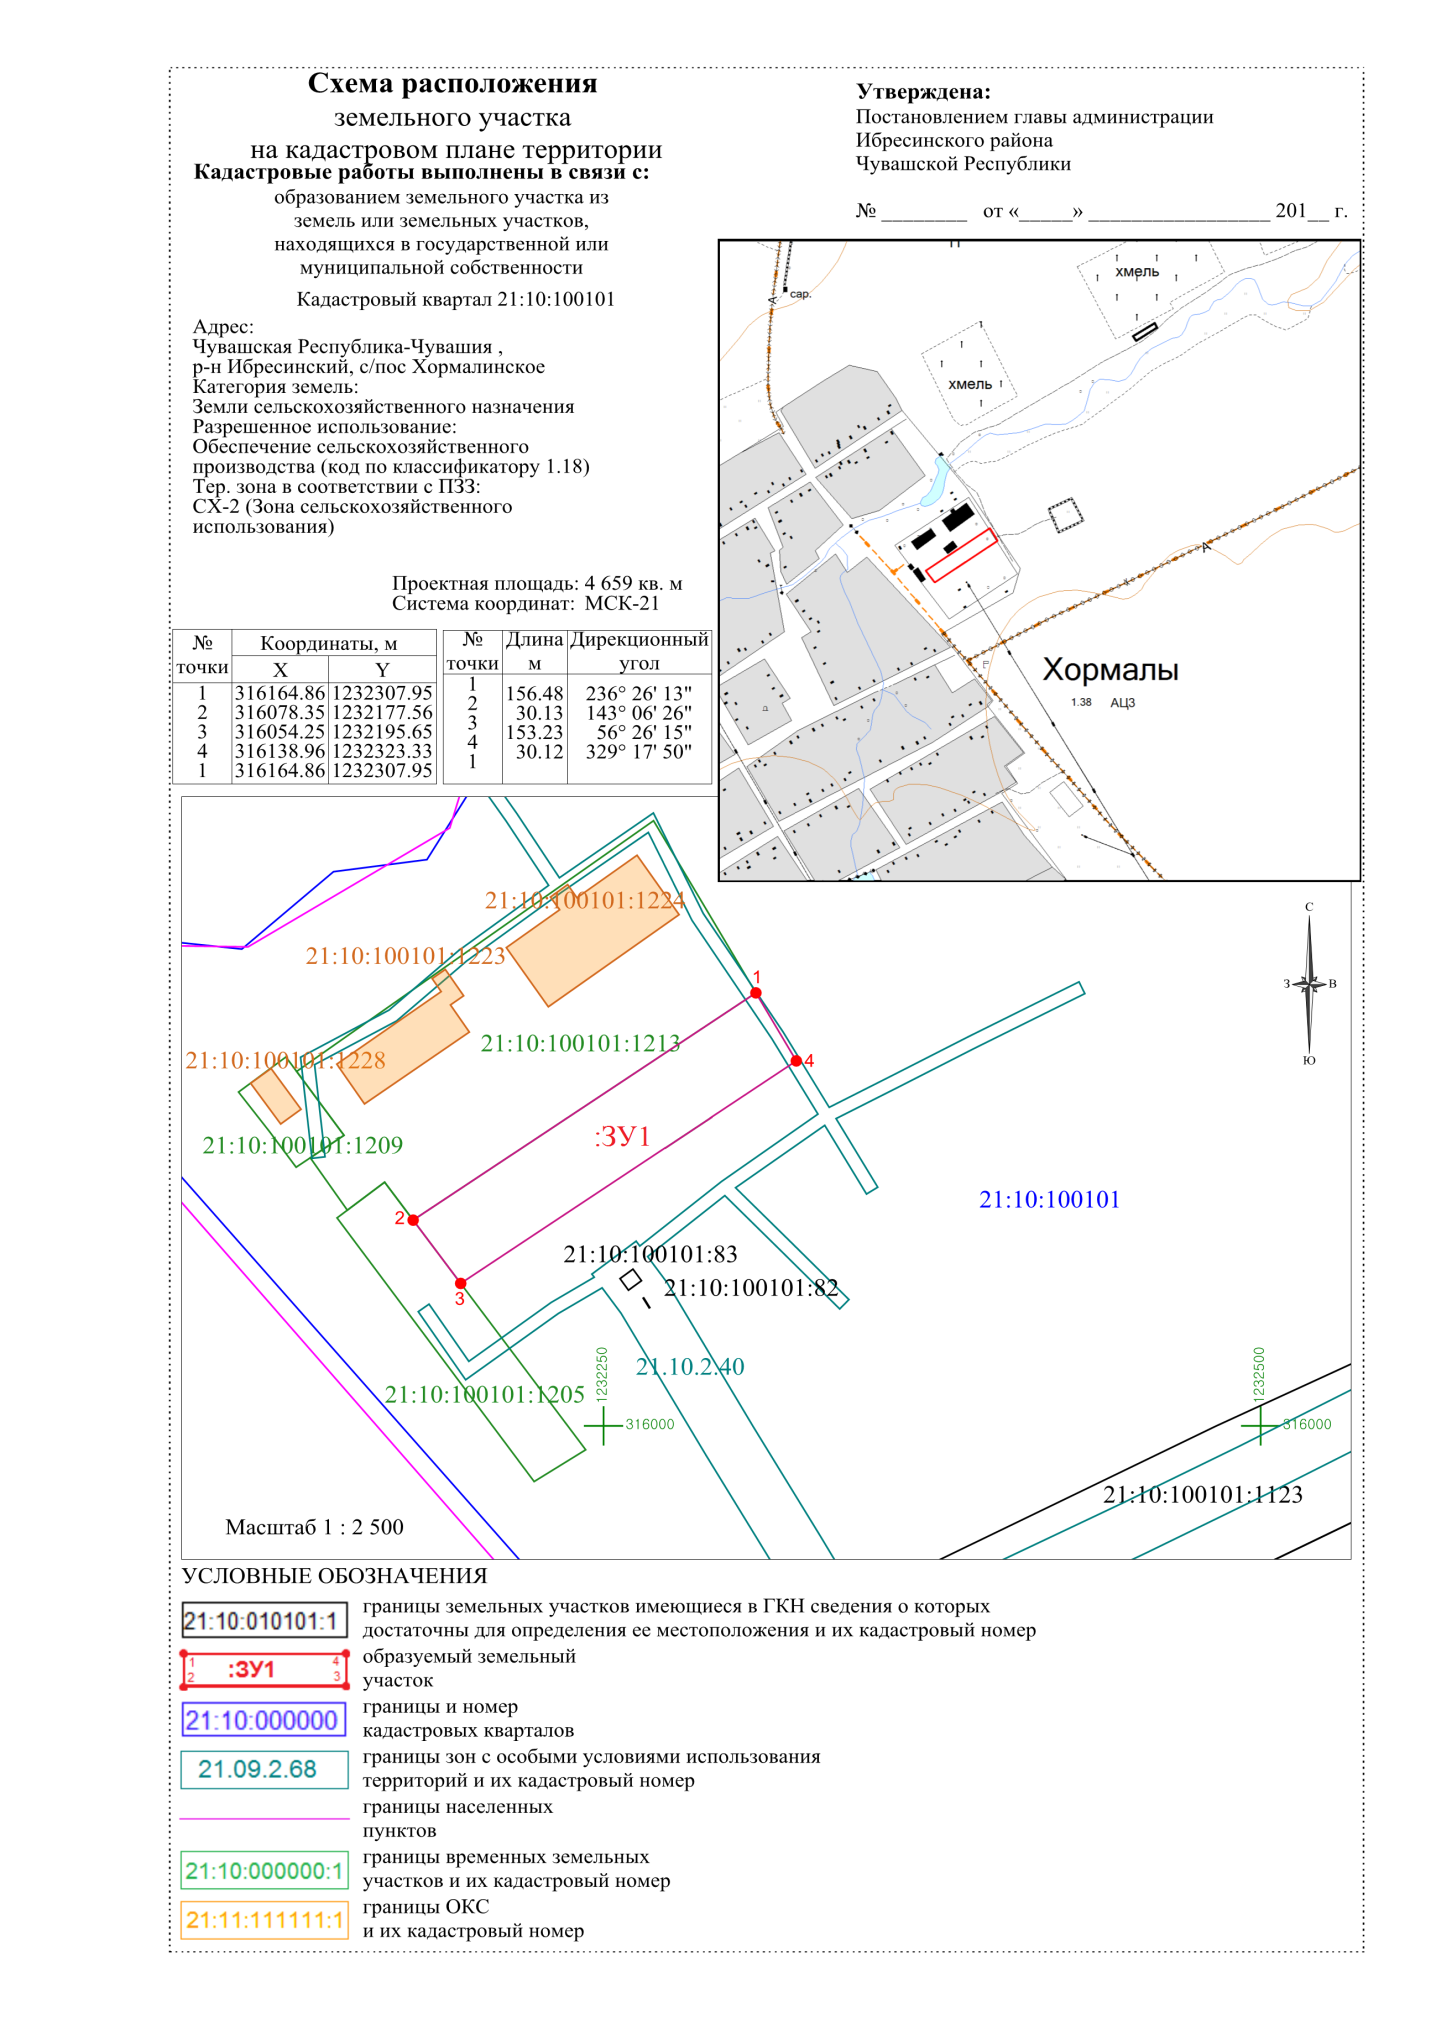 Схема расположения
земельного участка
на кадастровом плане территории
Кадастровые работы выполнены в связи с:
образованием земельного участка из
земель или земельных участков,
находящихся в государственной или
муниципальной собственности
Кадастровый квартал 21:10:100101
Адрес:
Чувашская Республика-Чувашия ,
р-н Ибресинский, с/пос Хормалинское
Категория земель:
Земли сельскохозяйственного назначения
Разрешенное использование:
Обеспечение сельскохозяйственного
производства (код по классификатору 1.18)
Тер. зона в соответствии с ПЗЗ:
СХ-2 (Зона сельскохозяйственного
использования)
Утверждена:
Постановлением главы администрации
Ибресинского района
Чувашской Республики
№ ________ от «_____» _________________ 201__ г.
Проектная площадь: 4 659 кв. м
Система координат: МСК-21
№ точки Координаты, м
X Y
1 316164.86 1232307.95
2 316078.35 1232177.56
3 316054.25 1232195.65
4 316138.96 1232323.33
1 316164.86 1232307.95
№ точки Длина м Дирекционный угол
1
156.48 236° 26' 13"
2
30.13 143° 06' 26"
3
153.23 56° 26' 15"
4
30.12 329° 17' 50"
1
сар.
А
хмель
хмель
А
Хормалы
1.38 АЦЗ
21:10:100101:1224
21:10:100101:1223
21:10:100101:1213
21:10:100101:1228
21:10:100101:1209
1
4
:ЗУ1
2
3
21:10:100101
21:10:100101:83
21:10:100101:82
21.10.2.40
21:10:100101:1205
1232250
316000
1232500
316000
21:10:100101:1123
С
З В
Ю
Масштаб 1 : 2 500
УСЛОВНЫЕ ОБОЗНАЧЕНИЯ
21:10:010101:1
границы земельных участков имеющиеся в ГКН сведения о которых
достаточны для определения ее местоположения и их кадастровый номер
1 :ЗУ1 4
2 3
образуемый земельный
участок
21:10:000000
границы и номер
кадастровых кварталов
21.09.2.68
границы зон с особыми условиями использования
территорий и их кадастровый номер
границы населенных
пунктов
21:10:000000:1
границы временных земельных
участков и их кадастровый номер
21:11:111111:1
границы ОКС
и их кадастровый номер